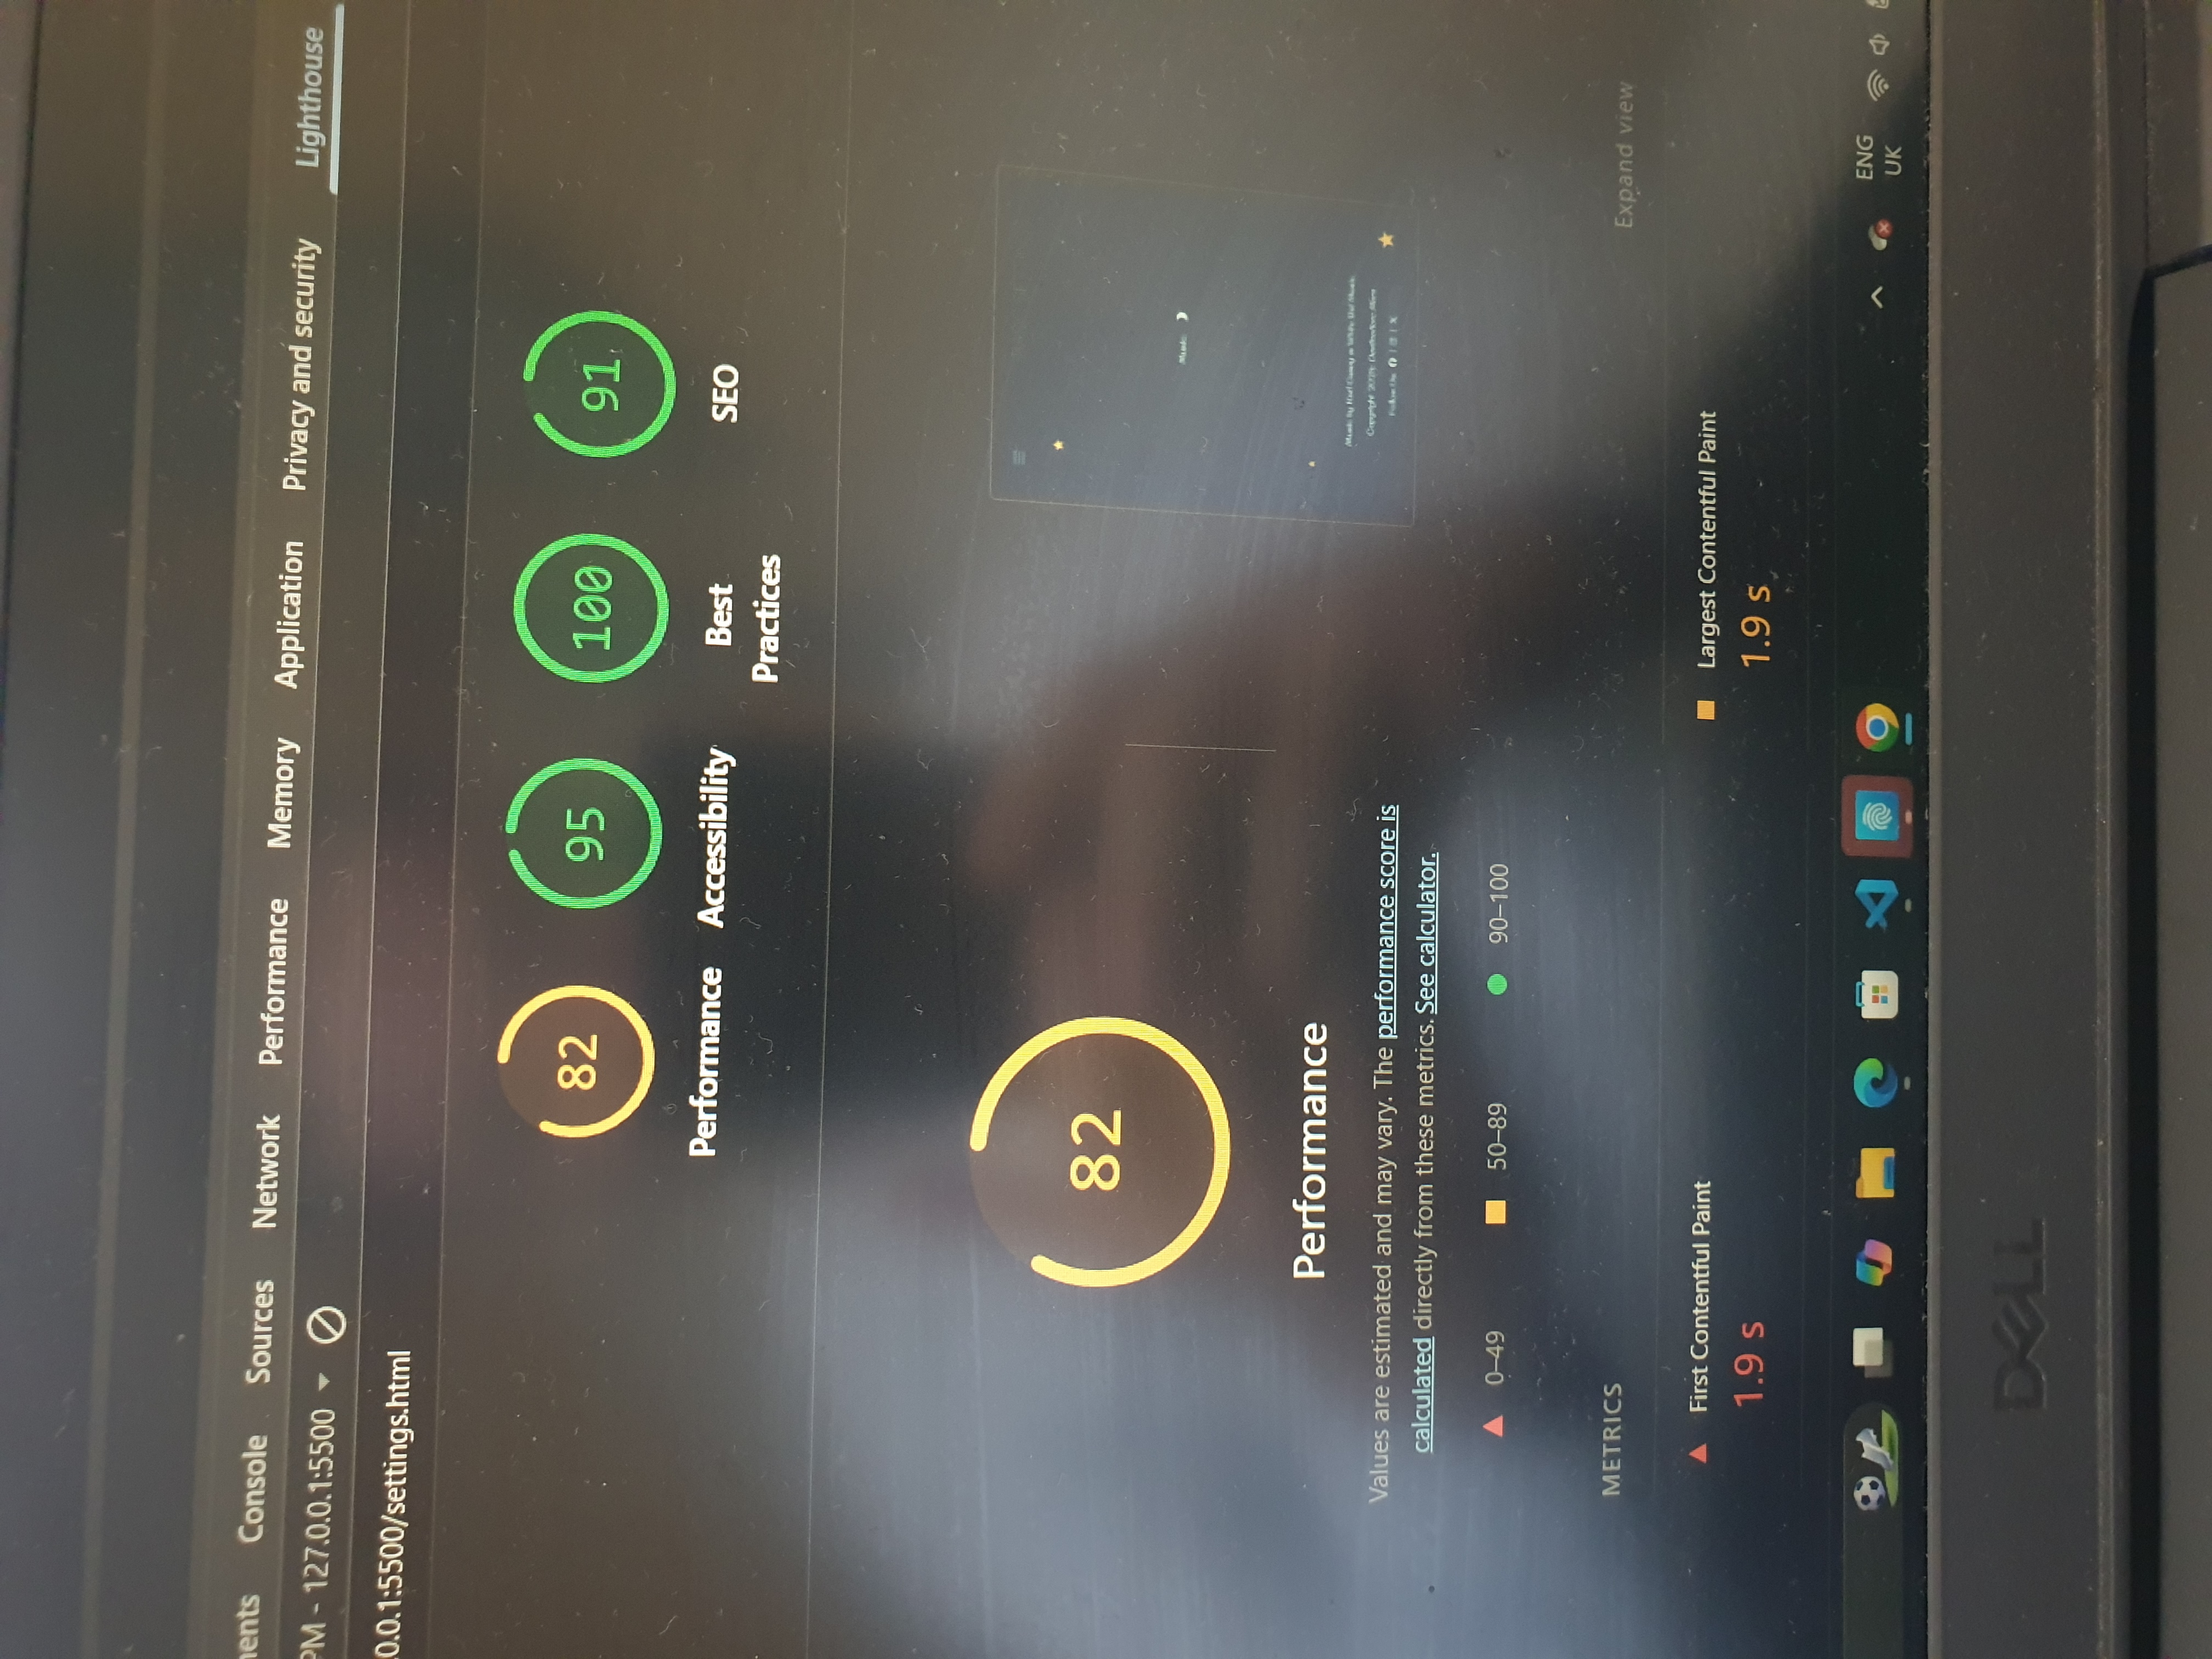 ents Console Sources Network Performance Memory Application Privacy and security Lighthouse
PM - 127.0.0.1:5500
.0.0.1:5500/settings.html
82 95 100 91
Performance Accessibility Best Practices SEO
82
Performance
Values are estimated and may vary. The performance score is
calculated directly from these metrics. See calculator.
0–49 50–89 90–100
METRICS
Expand view
First Contentful Paint Largest Contentful Paint
1.9 s 1.9 s
Music
Follow Us
ENG
UK
DELL